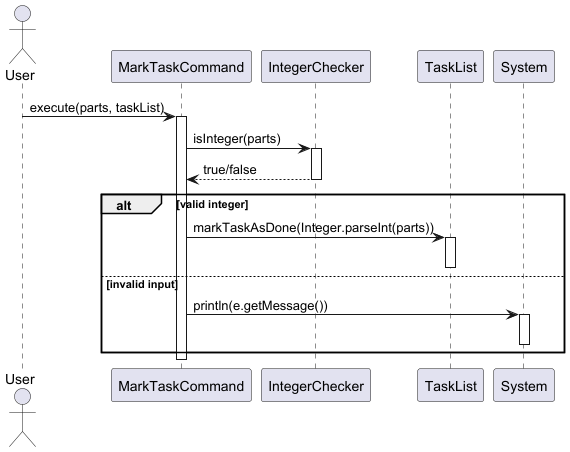 User
MarkTaskCommand
IntegerChecker
TaskList
System
execute(parts, taskList)
isInteger(parts)
true/false
alt
[valid integer]
markTaskAsDone(Integer.parseInt(parts))
[invalid input]
println(e.getMessage())
User
MarkTaskCommand
IntegerChecker
TaskList
System